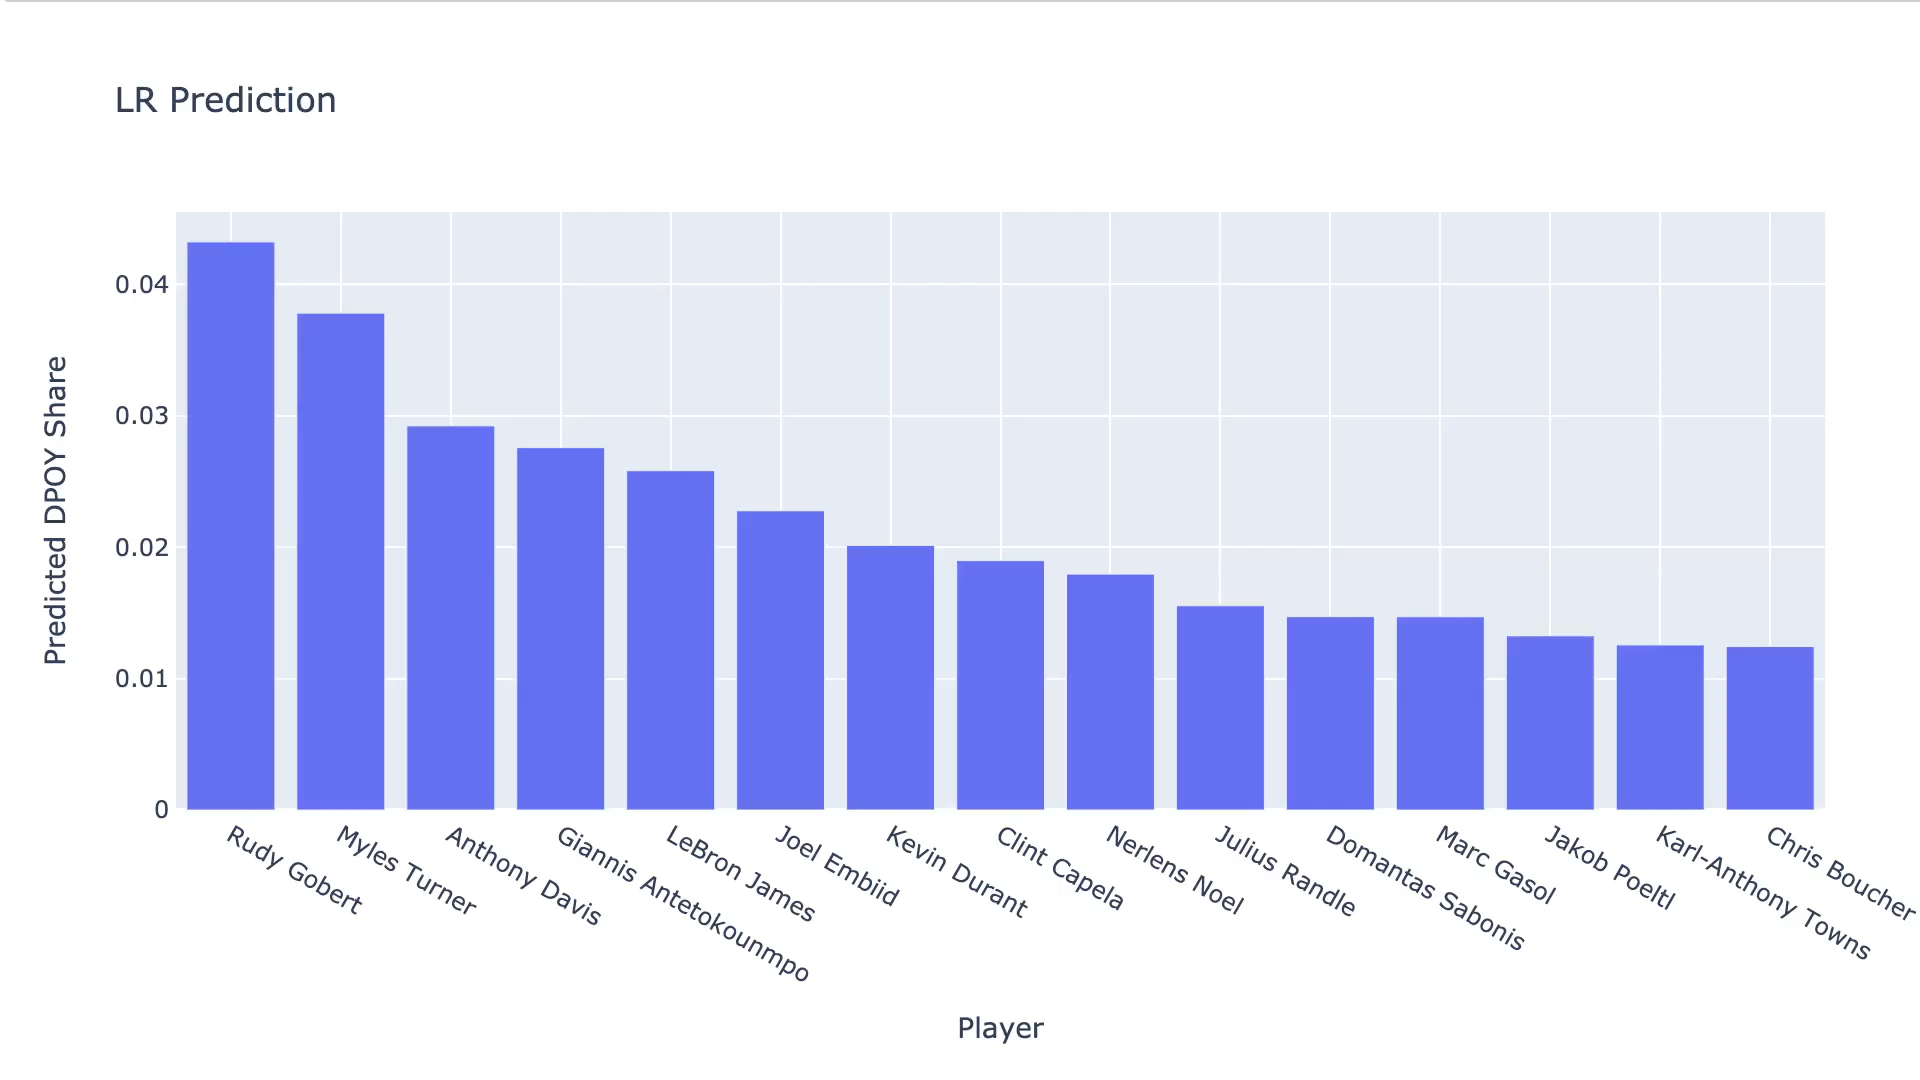 LR Prediction
Predicted DPOY Share
0.04
0.03
0.02
0.01
0
Rudy Gobert
Myles Turner
Anthony Davis
Giannis Antetokounmpo
LeBron James
Joel Embiid
Kevin Durant
Clint Capela
Nerlens Noel
Julius Randle
Domantas Sabonis
Marc Gasol
Jakob Poeltl
Karl-Anthony Towns
Chris Boucher
Player